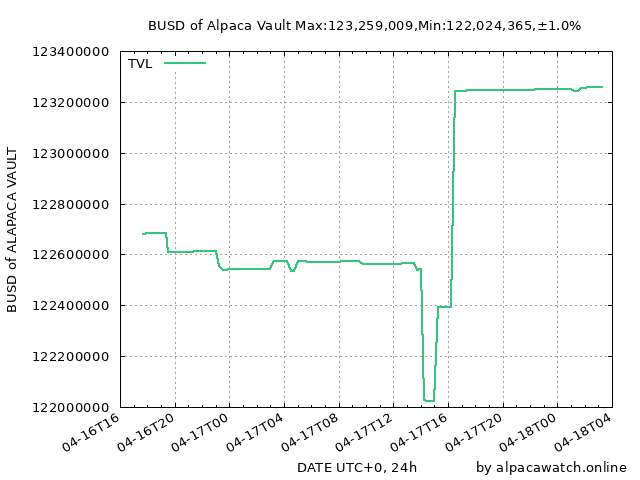 BUSD of Alpaca Vault Max:123,259,009,Min:122,024,365,±1.0%
TVL
123400000
123200000
123000000
122800000
122600000
122400000
122200000
122000000
BUSD of ALAPACA VAULT
04-16T16
04-16T20
04-17T00
04-17T04
04-17T08
04-17T12
04-17T16
04-17T20
04-18T00
04-18T04
DATE UTC+0, 24h
by alpacawatch.online